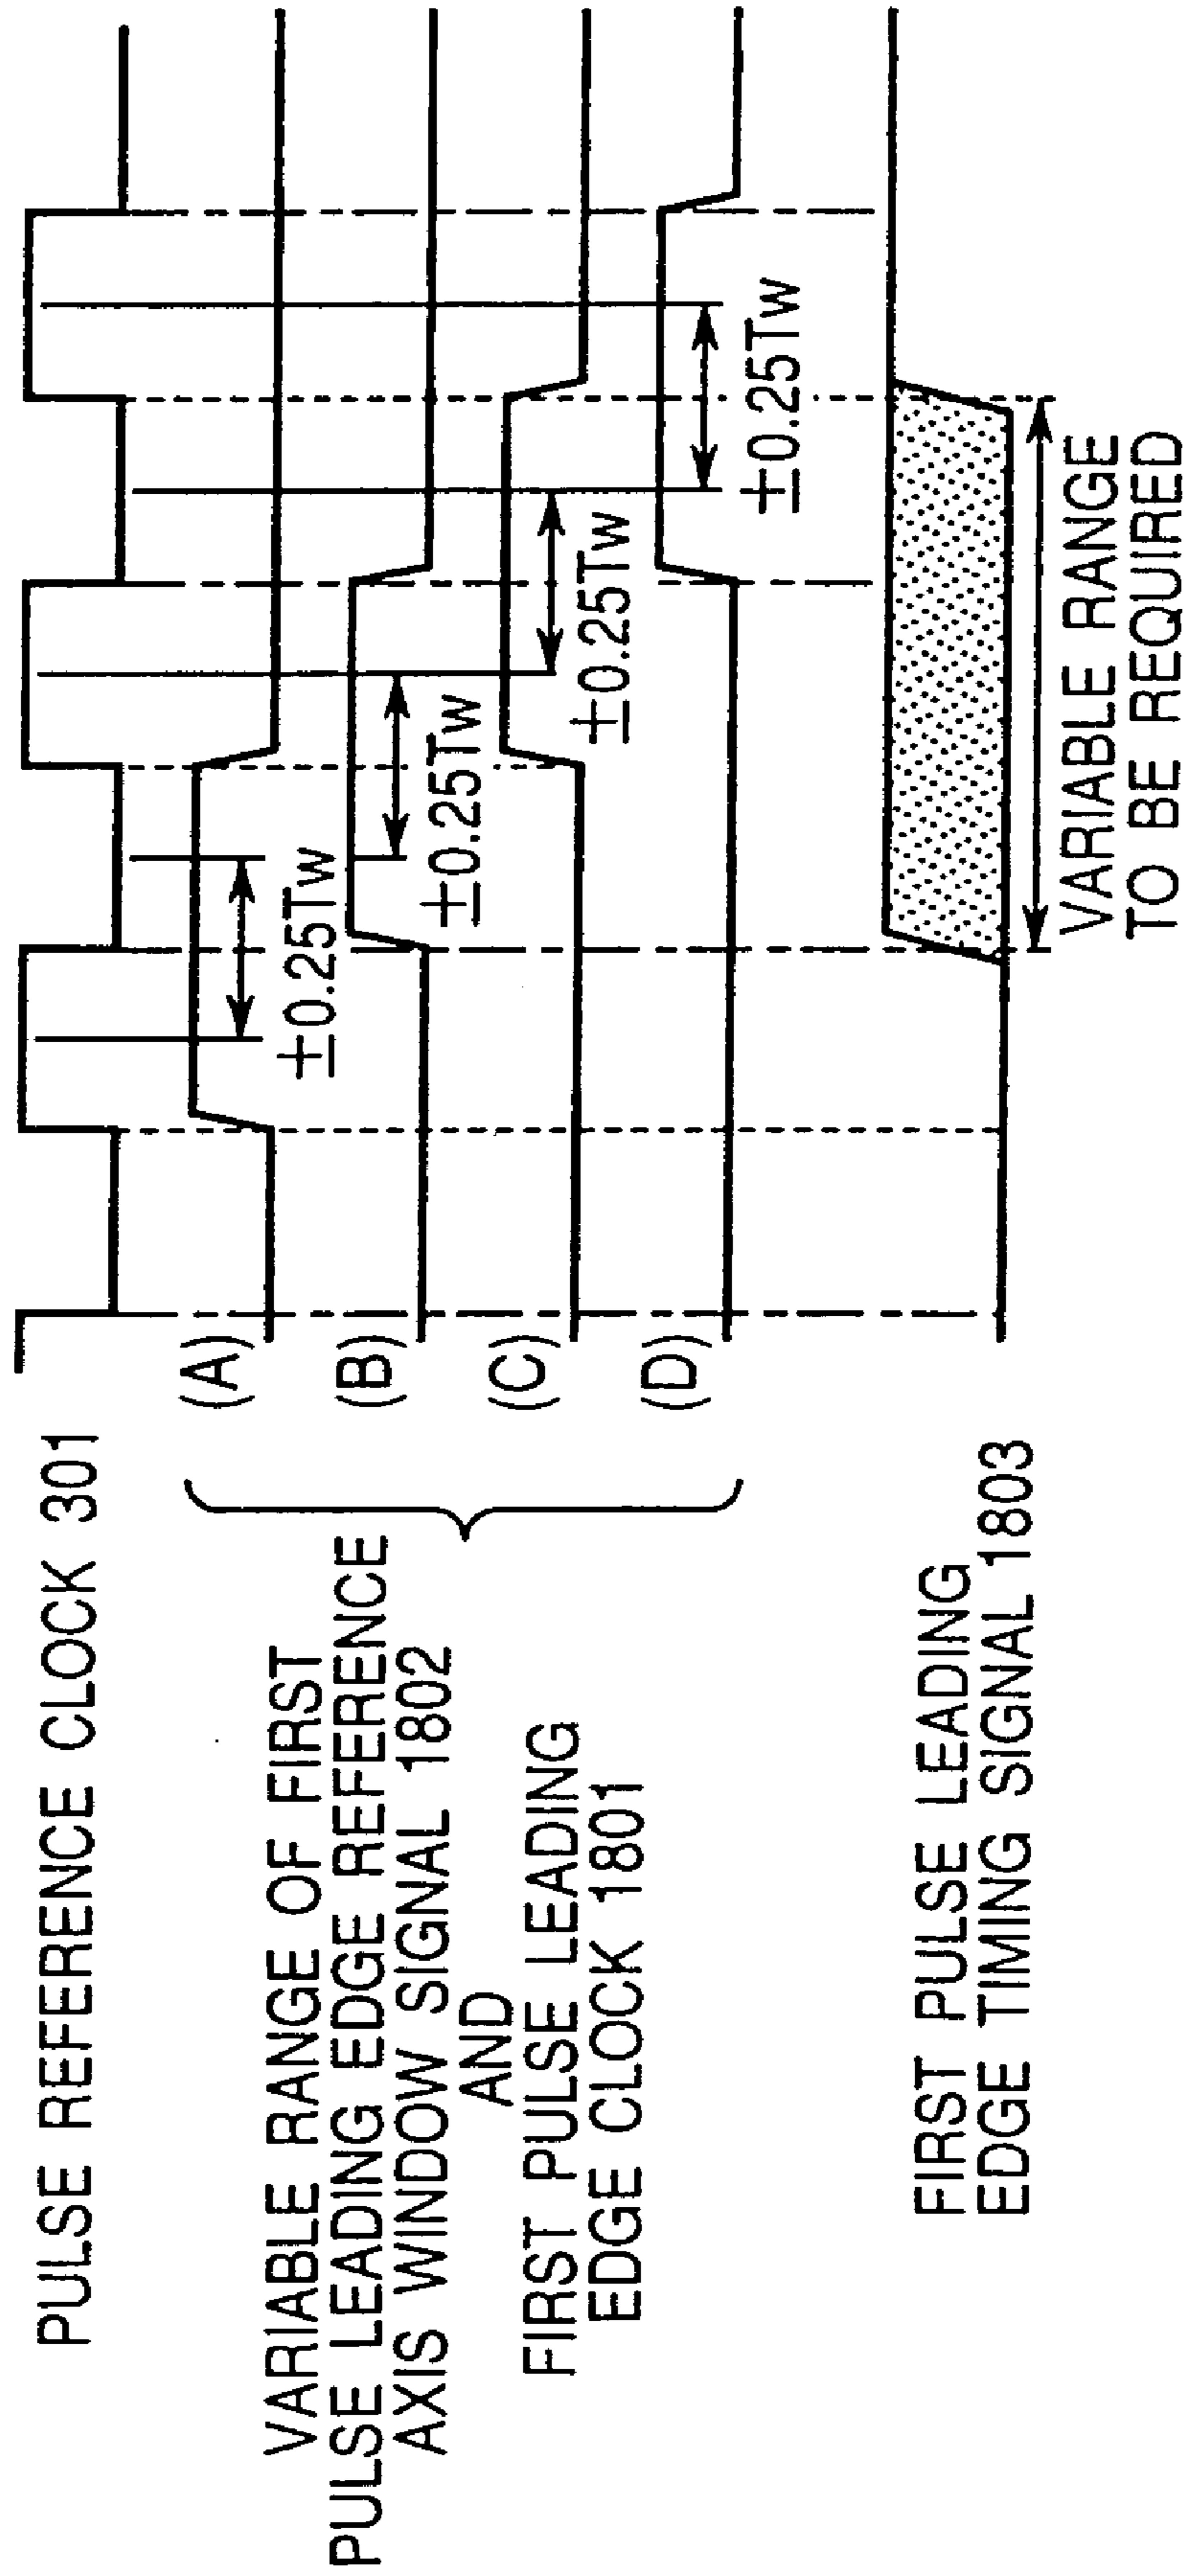 PULSE REFERENCE CLOCK 301
VARIABLE RANGE OF FIRST
PULSE LEADING EDGE REFERENCE
AXIS WINDOW SIGNAL 1802
AND
FIRST PULSE LEADING
EDGE CLOCK 1801
(A)
±0.25Tw
(B)
±0.25Tw
(C)
±0.25Tw
(D)
±0.25Tw
FIRST PULSE LEADING
EDGE TIMING SIGNAL 1803
VARIABLE RANGE
TO BE REQUIRED